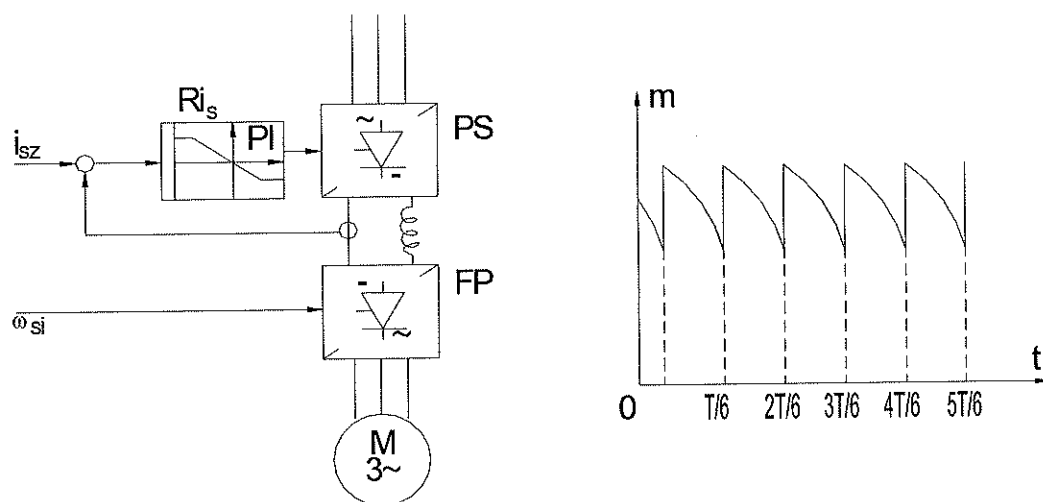 Ri_s
PI
PS
i_sz
~
-
FP
-
~
ω_si
M
3~
m
t
0
T/6
2T/6
3T/6
4T/6
5T/6